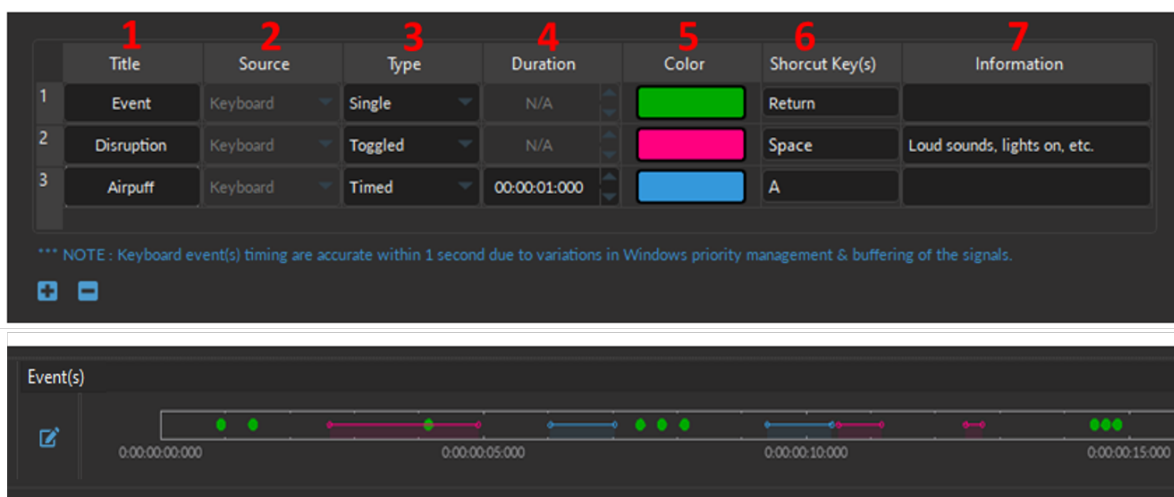 1 2 3 4 5 6 7
Title Source Type Duration Color Shorcut Key(s) Information
1 Event Keyboard Single N/A Return
2 Disruption Keyboard Toggled N/A Space Loud sounds, lights on, etc.
3 Airpuff Keyboard Timed 00:00:01:000 A
*** NOTE : Keyboard event(s) timing are accurate within 1 second due to variations in Windows priority management & buffering of the signals.
Event(s)
0:00:00:00:000 0:00:00:05:000 0:00:00:10:000 0:00:00:15:000